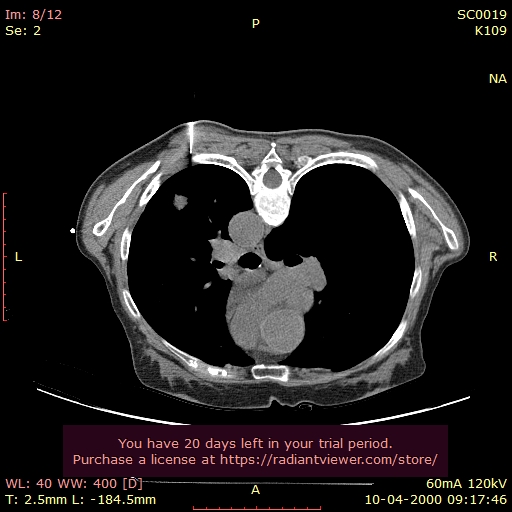 Im: 8/12
Se: 2
P
SC0019
K109
NA
L
R
You have 20 days left in your trial period.
Purchase a license at https://radiantviewer.com/store/
WL: 40 WW: 400 [D]
T: 2.5mm L: -184.5mm
A
60mA 120kV
10-04-2000 09:17:46